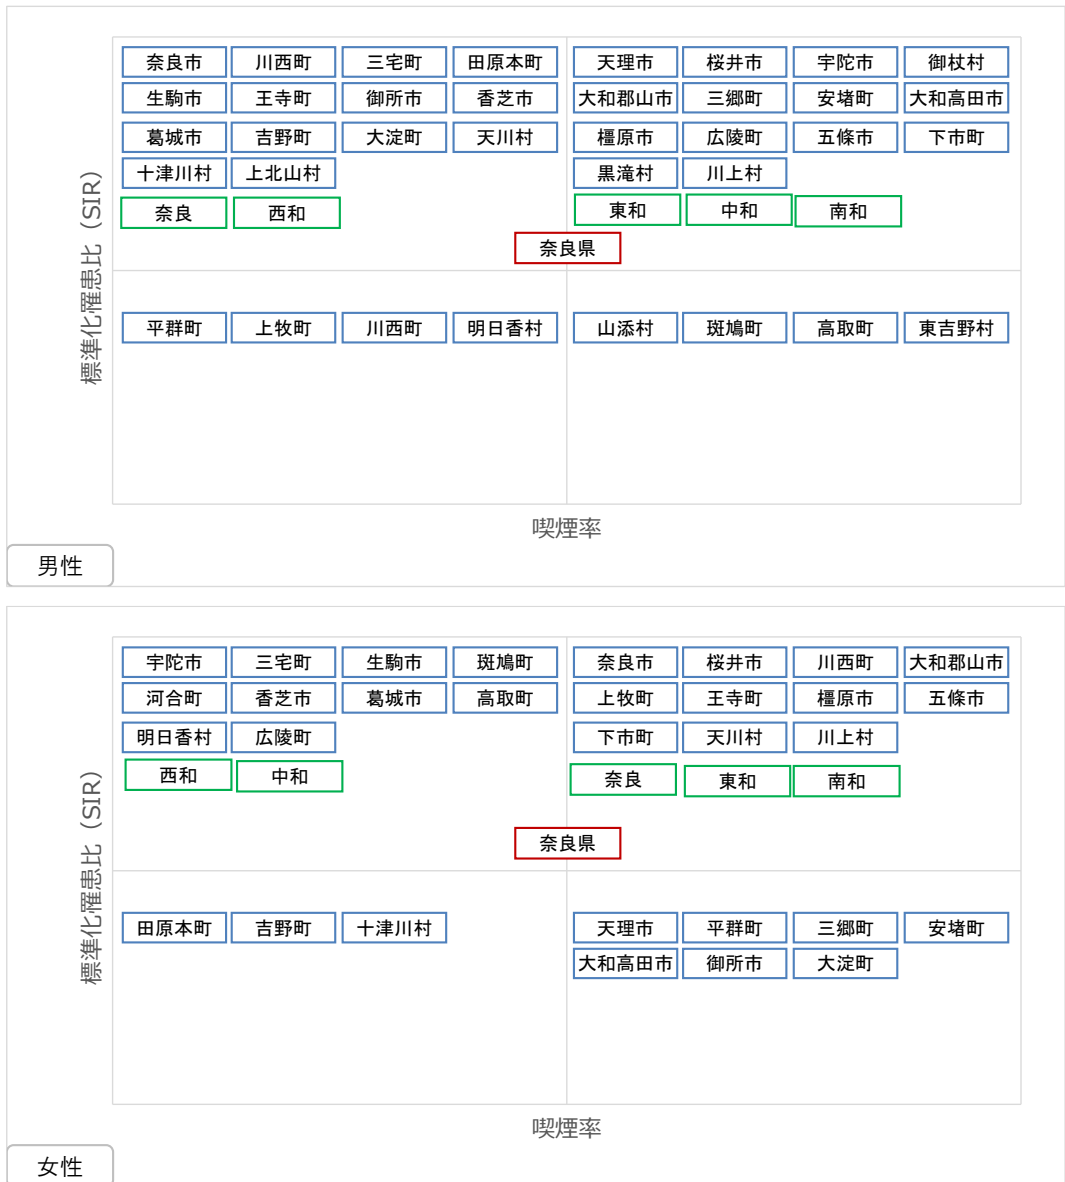 奈良市 川西町 三宅町 田原本町 天理市 桜井市 宇陀市 御杖村
生駒市 王寺町 御所市 香芝市 大和郡山市 三郷町 安堵町 大和高田市
葛城市 吉野町 大淀町 天川村 橿原市 広陵町 五條市 下市町
十津川村 上北山村 黒滝村 川上村
奈良 西和 東和 中和 南和
奈良県
標準化罹患比（SIR）
平群町 上牧町 川西町 明日香村 山添村 斑鳩町 高取町 東吉野村
喫煙率
男性
宇陀市 三宅町 生駒市 斑鳩町 奈良市 桜井市 川西町 大和郡山市
河合町 香芝市 葛城市 高取町 上牧町 王寺町 橿原市 五條市
明日香村 広陵町 下市町 天川村 川上村
西和 中和 奈良 東和 南和
奈良県
標準化罹患比（SIR）
田原本町 吉野町 十津川村 天理市 平群町 三郷町 安堵町
大和高田市 御所市 大淀町
喫煙率
女性